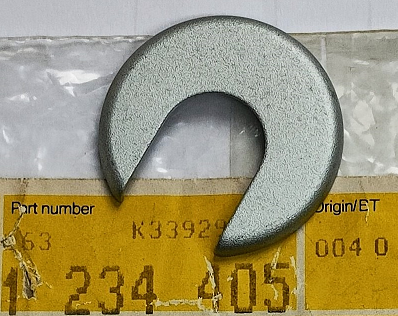 Part number Origin/ET
63 K33929 004 0
1 234 405